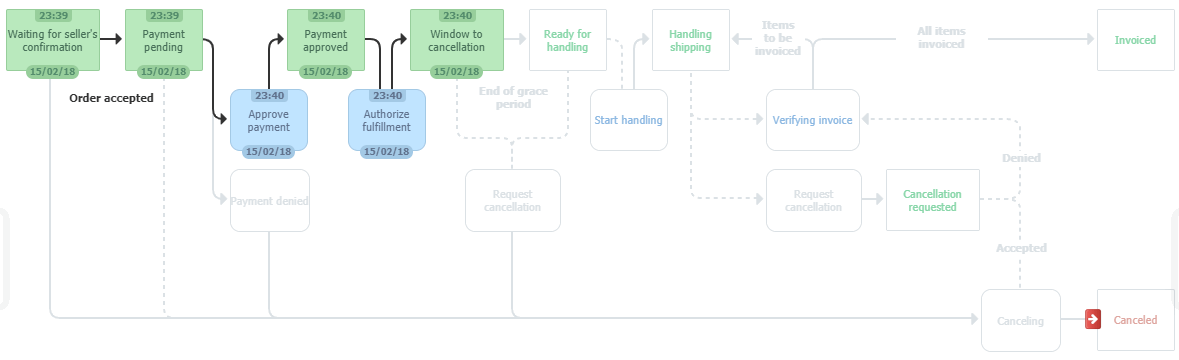 23:39
Waiting for seller's
confirmation
15/02/18
Order accepted
23:39
Payment
pending
15/02/18
23:40
Approve
payment
15/02/18
Payment denied
23:40
Payment
approved
15/02/18
23:40
Authorize
fulfillment
15/02/18
23:40
Window to
cancellation
15/02/18
End of grace
period
Request
cancellation
Ready for
handling
Start handling
Handling
shipping
Items
to be
invoiced
Verifying invoice
Request
cancellation
All items
invoiced
Cancellation
requested
Denied
Accepted
Canceling
Invoiced
Canceled